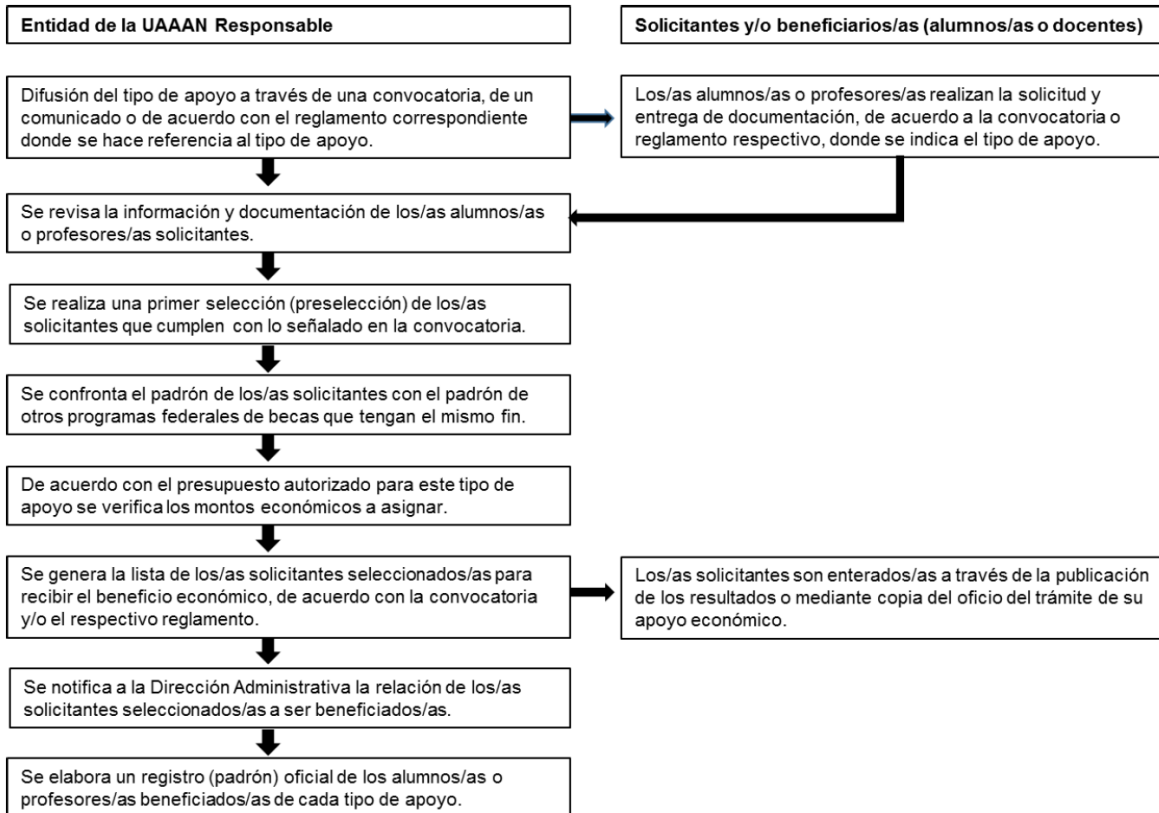 Entidad de la UAAAN Responsable
Solicitantes y/o beneficiarios/as (alumnos/as o docentes)
Difusión del tipo de apoyo a través de una convocatoria, de un
comunicado o de acuerdo con el reglamento correspondiente
donde se hace referencia al tipo de apoyo.
Los/as alumnos/as o profesores/as realizan la solicitud y
entrega de documentación, de acuerdo a la convocatoria o
reglamento respectivo, donde se indica el tipo de apoyo.
Se revisa la información y documentación de los/as alumnos/as
o profesores/as solicitantes.
Se realiza una primer selección (preselección) de los/as
solicitantes que cumplen con lo señalado en la convocatoria.
Se confronta el padrón de los/as solicitantes con el padrón de
otros programas federales de becas que tengan el mismo fin.
De acuerdo con el presupuesto autorizado para este tipo de
apoyo se verifica los montos económicos a asignar.
Se genera la lista de los/as solicitantes seleccionados/as para
recibir el beneficio económico, de acuerdo con la convocatoria
y/o el respectivo reglamento.
Los/as solicitantes son enterados/as a través de la publicación
de los resultados o mediante copia del oficio del trámite de su
apoyo económico.
Se notifica a la Dirección Administrativa la relación de los/as
solicitantes seleccionados/as a ser beneficiados/as.
Se elabora un registro (padrón) oficial de los alumnos/as o
profesores/as beneficiados/as de cada tipo de apoyo.